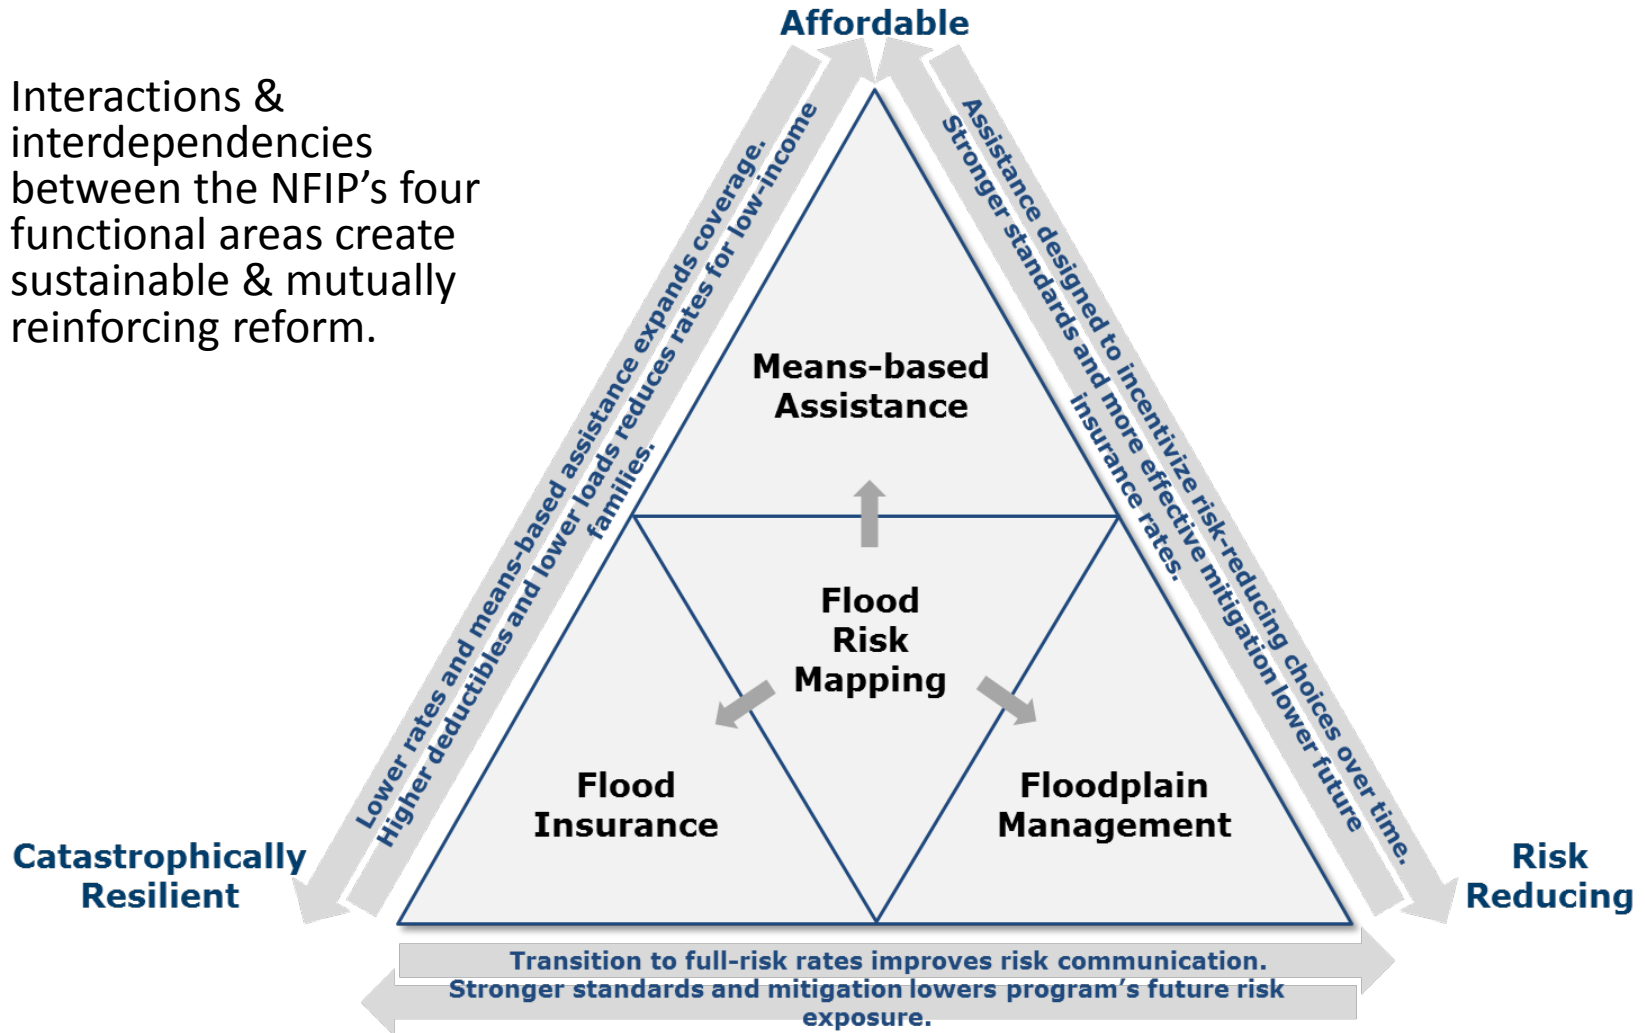 Affordable
Interactions &
interdependencies
between the NFIP’s four
functional areas create
sustainable & mutually
reinforcing reform.
Lower rates and means-based assistance expands coverage.
Higher deductibles and lower loads reduces rates for low-income
families.
Assistance designed to incentivize risk-reducing choices over time.
Stronger standards and more effective mitigation lower future
insurance rates.
Means-based
Assistance
Flood
Risk
Mapping
Flood
Insurance
Floodplain
Management
Catastrophically
Resilient
Risk
Reducing
Transition to full-risk rates improves risk communication.
Stronger standards and mitigation lowers program’s future risk
exposure.